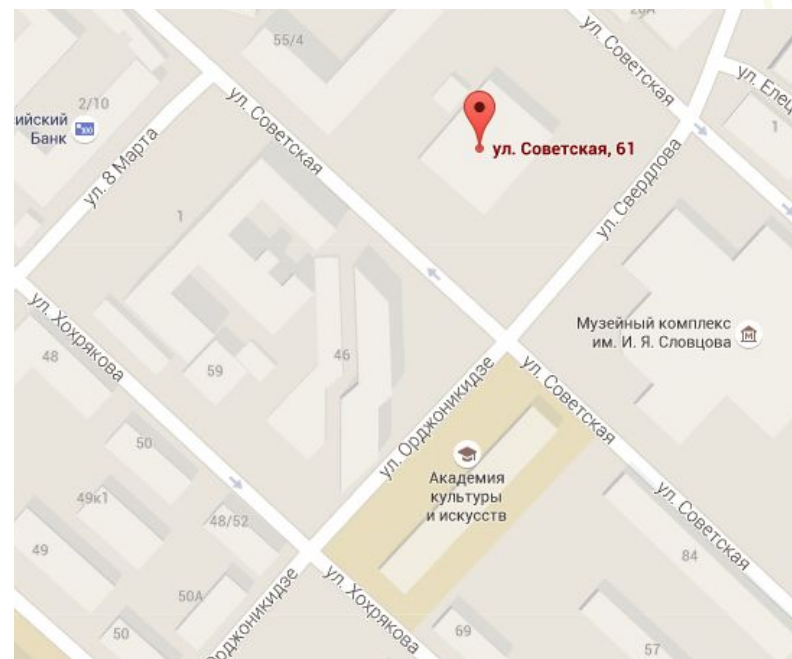 20А
55/4
ул. Советская
2/10
ул. Елец
ийский
Банк
ул. Советская
1
ул. Советская, 61
ул. 8 Марта
ул. Свердлова
1
Музейный комплекс
им. И. Я. Словцова
ул. Хохрякова
48
59
46
ул. Орджоникидзе
ул. Советская
50
Академия
культуры
и искусств
49к1
48/52
ул. Советская
49
84
50А
ул. Хохрякова
орджоникидзе
50
69
57